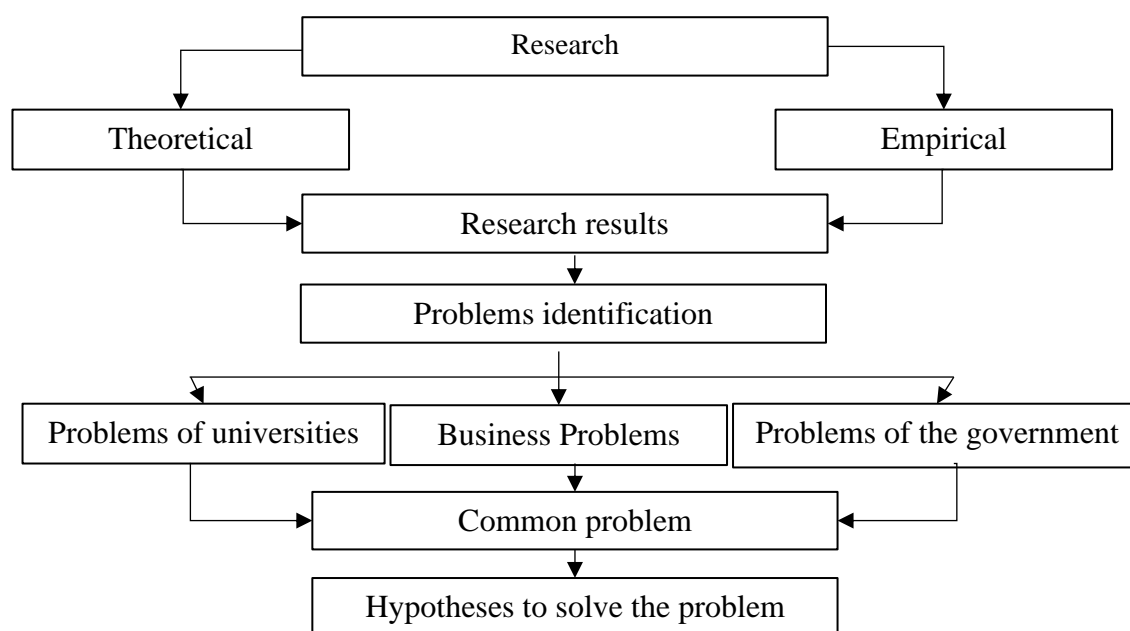 Research
Theoretical
Empirical
Research results
Problems identification
Problems of universities
Business Problems
Problems of the government
Common problem
Hypotheses to solve the problem